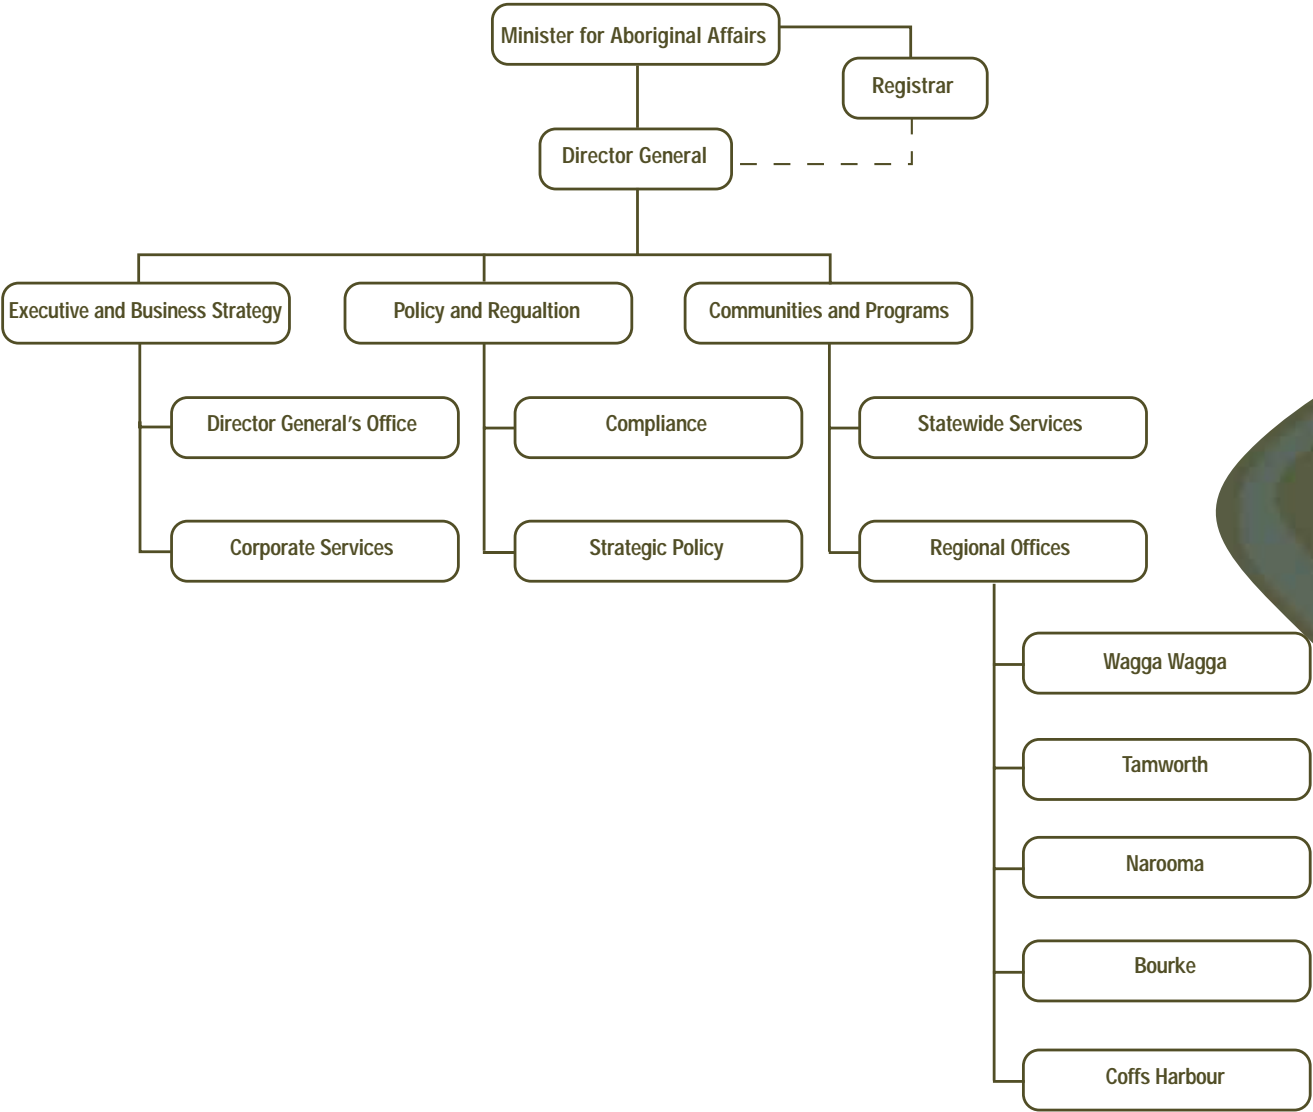 Minister for Aboriginal Affairs
Registrar
Director General
Executive and Business Strategy
Policy and Regualtion
Communities and Programs
Director General's Office
Compliance
Statewide Services
Corporate Services
Strategic Policy
Regional Offices
Wagga Wagga
Tamworth
Narooma
Bourke
Coffs Harbour